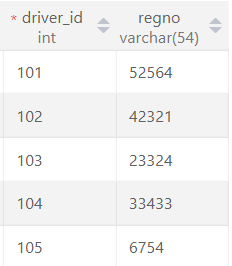 * driver_id regno
int varchar(54)
101 52564
102 42321
103 23324
104 33433
105 6754